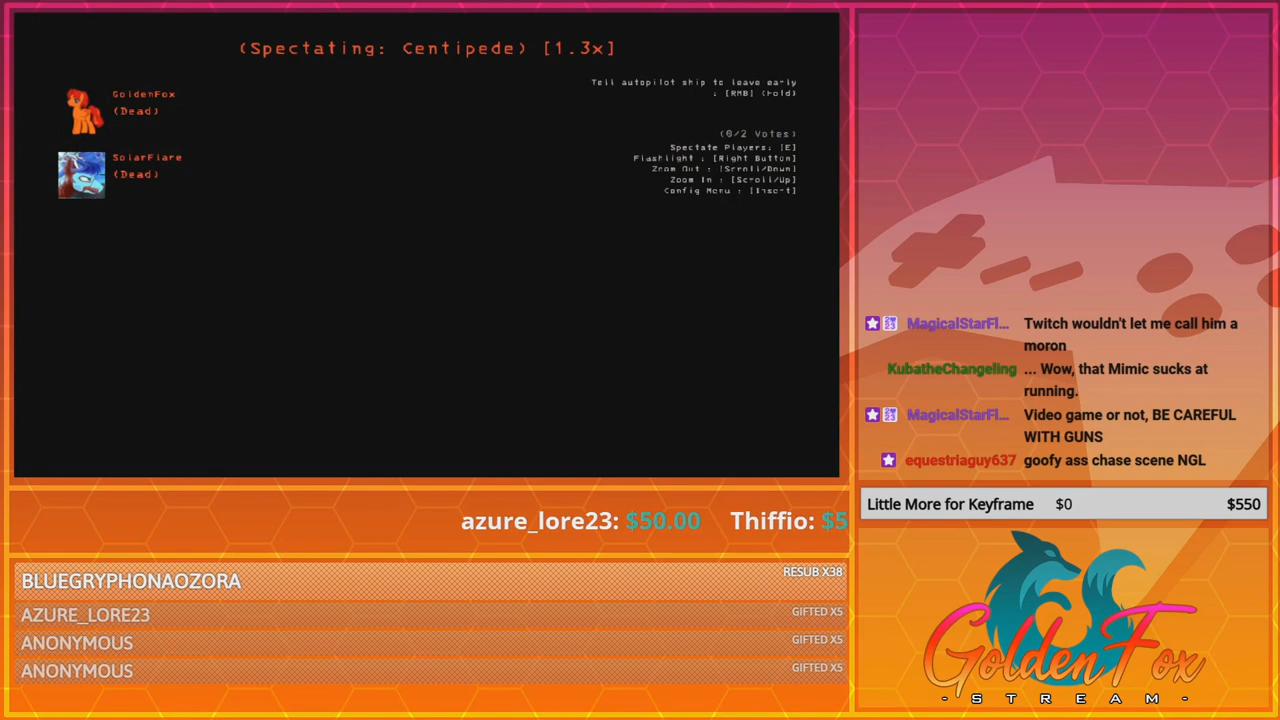 (Spectating: Centipede) [1.3x]
GoldenFox
(Dead)
SolarFlare
(Dead)
Tell autopilot ship to leave early
: [RMB] (Hold)
(0/2 Votes)
Spectate Players: [E]
Flashlight : [Right Button]
Zoom Out : [Scroll/Down]
Zoom In : [Scroll/Up]
Config Menu : [Insert]
MagicalStarFl... Twitch wouldn't let me call him a
moron
KubatheChangeling ... Wow, that Mimic sucks at
running.
MagicalStarFl... Video game or not, BE CAREFUL
WITH GUNS
equestriaguy637 goofy ass chase scene NGL
Little More for Keyframe $0 $550
azure_lore23: $50.00 Thiffio: $5
BLUEGRYPHONAOZORA RESUB X38
AZURE_LORE23 GIFTED X5
ANONYMOUS GIFTED X5
ANONYMOUS GIFTED X5
GoldenFox
- S T R E A M -